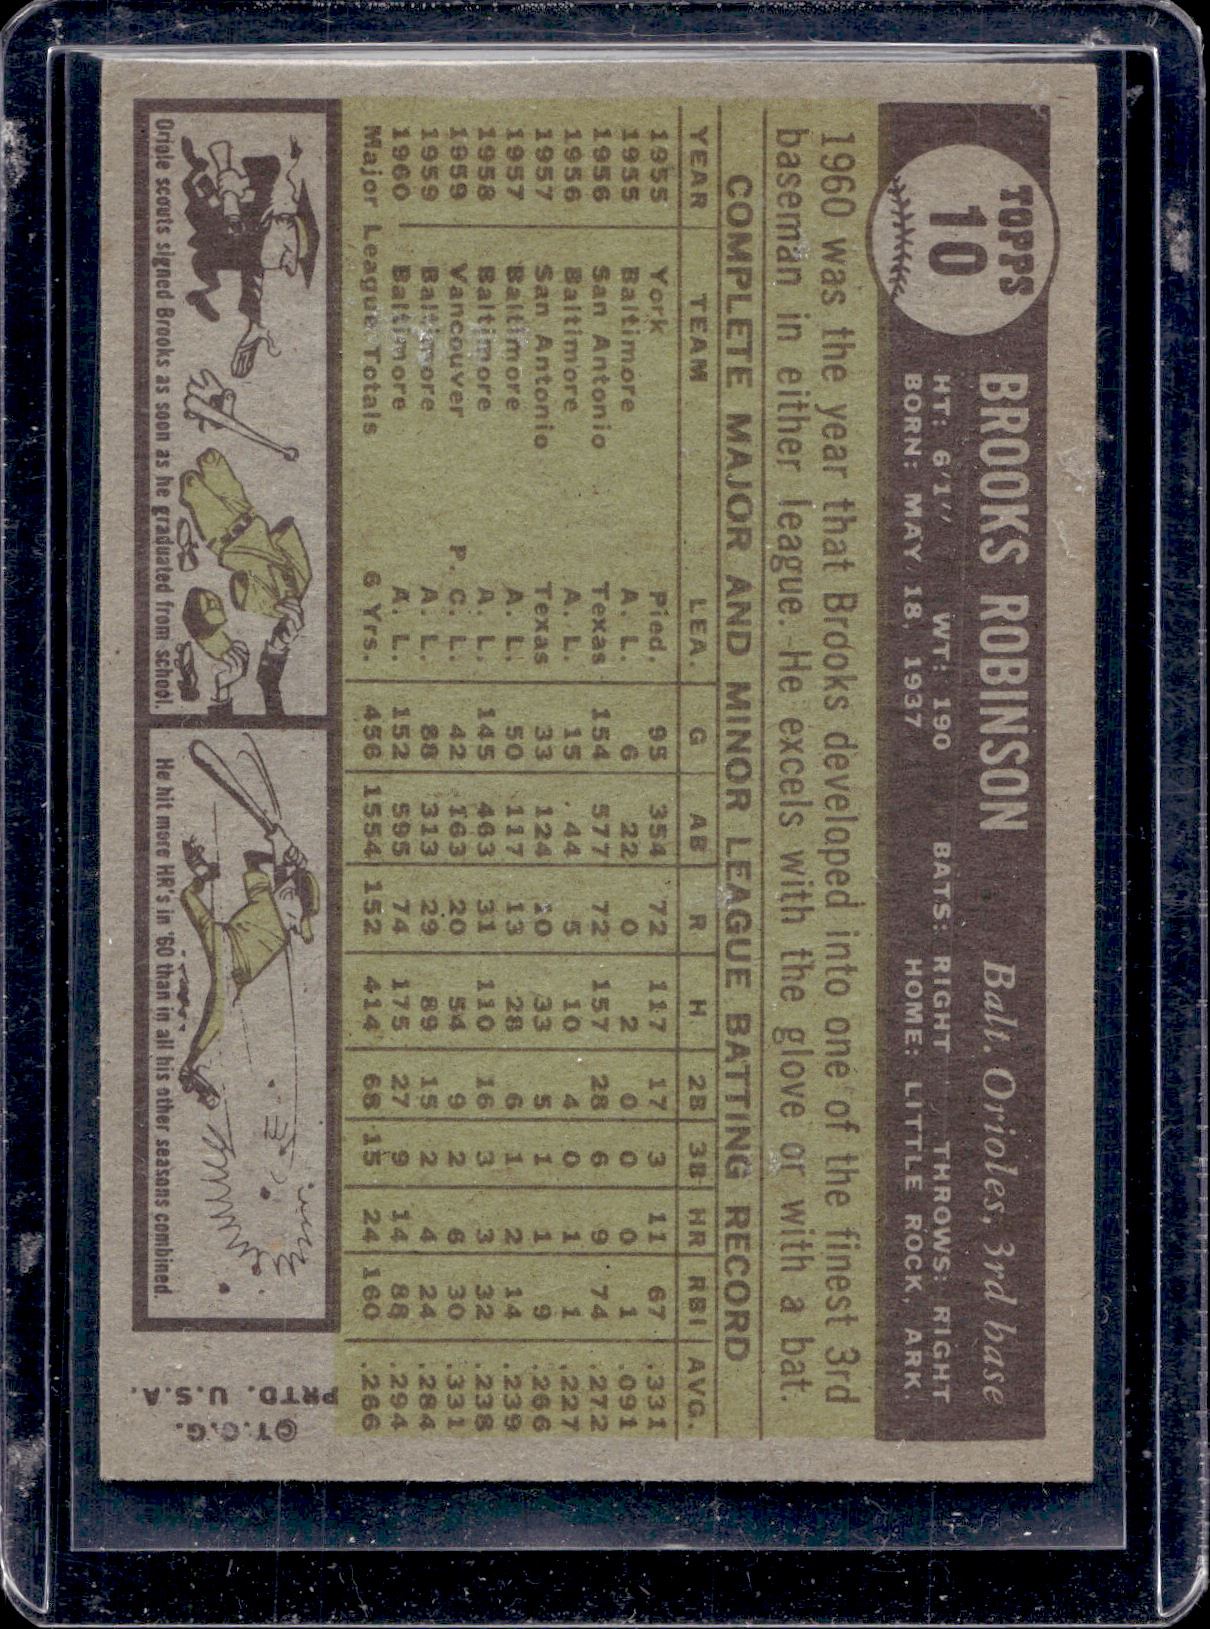 TOPPS
10
BROOKS ROBINSON Balt. Orioles, 3rd base
HT: 6'1" WT: 190 BATS: RIGHT THROWS: RIGHT
BORN: MAY 18, 1937 HOME: LITTLE ROCK, ARK.
1960 was the year that Brooks developed into one of the finest 3rd
baseman in either league. He excels with the glove or with a bat.
COMPLETE MAJOR AND MINOR LEAGUE BATTING RECORD
YEAR TEAM LEA. G AB R H 2B 3B HR RBI AVG.
1955 York Pied. 95 354 72 117 17 3 11 67 .331
1955 Baltimore A. L. 6 22 0 2 0 0 0 1 .091
1956 San Antonio Texas 154 577 72 157 28 6 9 74 .272
1956 Baltimore A. L. 15 44 5 10 4 0 1 1 .227
1957 San Antonio Texas 33 124 10 33 5 1 1 9 .266
1957 Baltimore A. L. 50 117 13 28 6 1 2 14 .239
1958 Baltimore A. L. 145 463 31 110 16 3 3 32 .238
1959 Vancouver P. C. L. 42 163 20 54 9 2 6 30 .331
1959 Baltimore A. L. 88 313 29 89 15 2 4 24 .284
1960 Baltimore A. L. 152 595 74 175 27 9 14 88 .294
Major League Totals 6 Yrs. 456 1554 152 414 68 15 24 160 .266
Oriole scouts signed Brooks as soon as he graduated from school.
He hit more HR's in '60 than in all his other seasons combined.
©T.C.G.
PRTD. U.S.A.